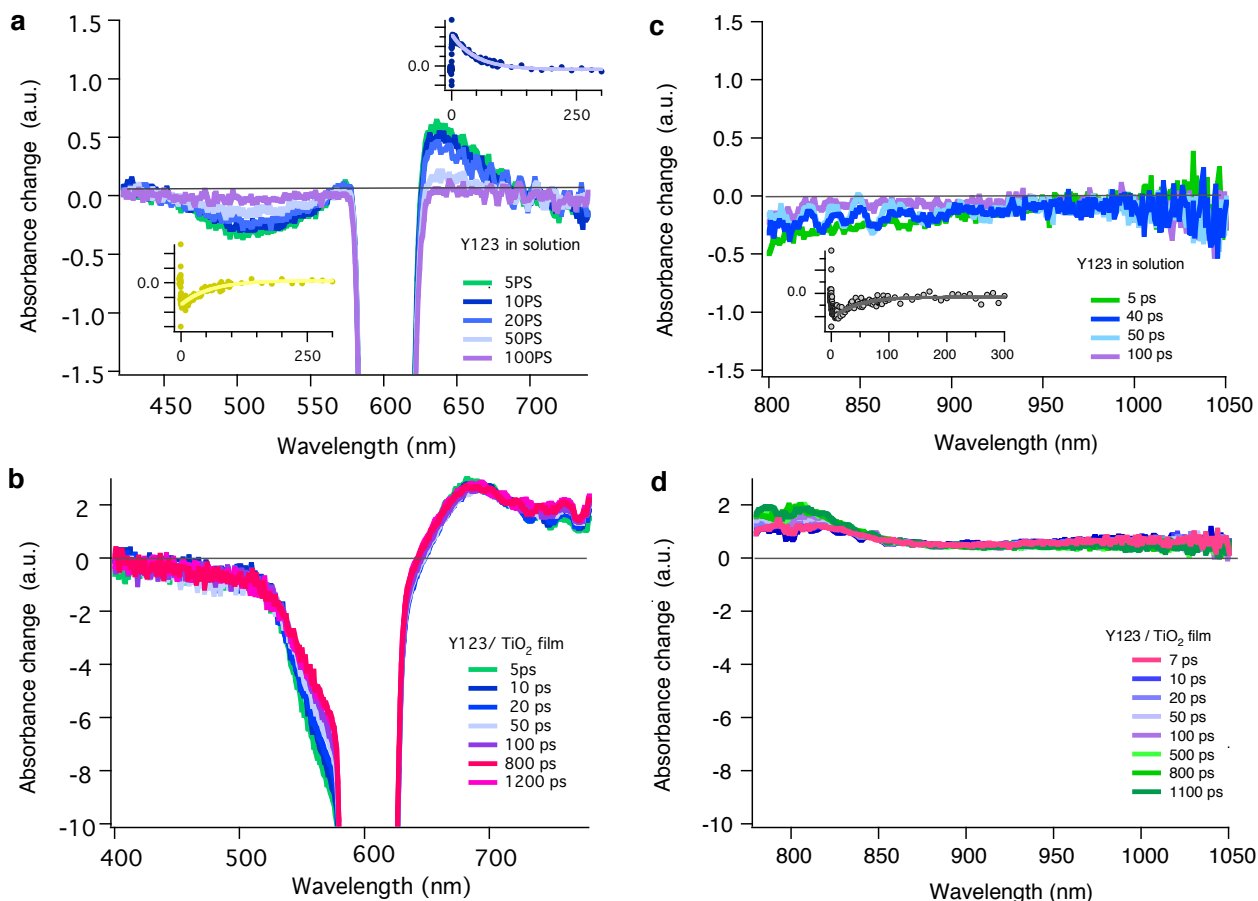 a
Absorbance change (a.u.)
1.5
1.0
0.5
0.0
-0.5
-1.0
-1.5
0.0
0
250
0.0
0
250
Y123 in solution
5PS
10PS
20PS
50PS
100PS
450
500
550
600
650
700
Wavelength (nm)
c
Absorbance change (a.u.)
1.5
1.0
0.5
0.0
-0.5
-1.0
-1.5
0.0
0
100
200
300
Y123 in solution
5 ps
40 ps
50 ps
100 ps
800
850
900
950
1000
1050
Wavelength (nm)
b
Absorbance change (a.u.)
2
0
-2
-4
-6
-8
-10
Y123/ TiO2 film
5ps
10 ps
20 ps
50 ps
100 ps
800 ps
1200 ps
400
500
600
700
Wavelength (nm)
d
Absorbance change (a.u.)
2
0
-2
-4
-6
-8
-10
Y123 / TiO2 film
7 ps
10 ps
20 ps
50 ps
100 ps
500 ps
800 ps
1100 ps
800
850
900
950
1000
1050
Wavelength (nm)